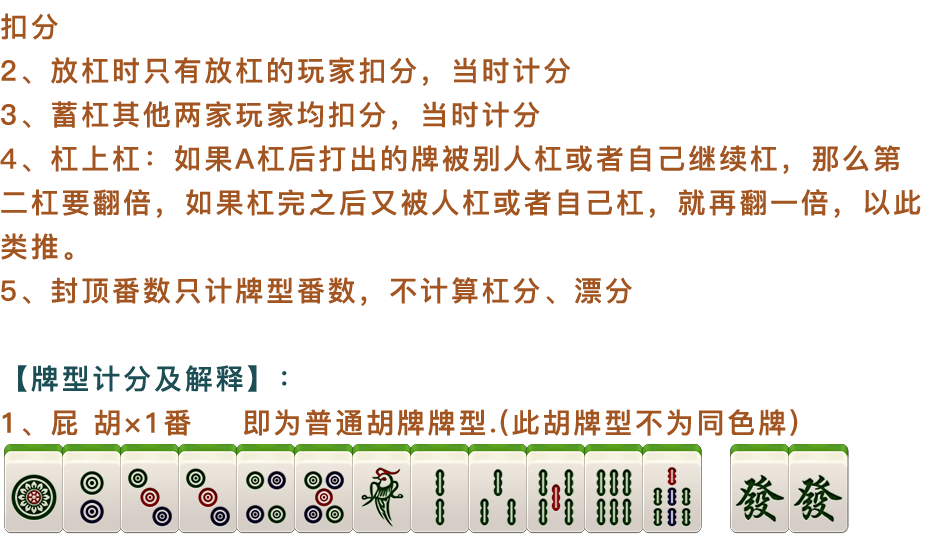 扣分
2、放杠时只有放杠的玩家扣分，当时计分
3、蓄杠其他两家玩家均扣分，当时计分
4、杠上杠：如果A杠后打出的牌被别人杠或者自己继续杠，那么第
二杠要翻倍，如果杠完之后又被人杠或者自己杠，就再翻一倍，以此
类推。
5、封顶番数只计牌型番数，不计算杠分、漂分
【牌型计分及解释】：
1、屁 胡×1番 即为普通胡牌牌型.(此胡牌型不为同色牌)
發 發